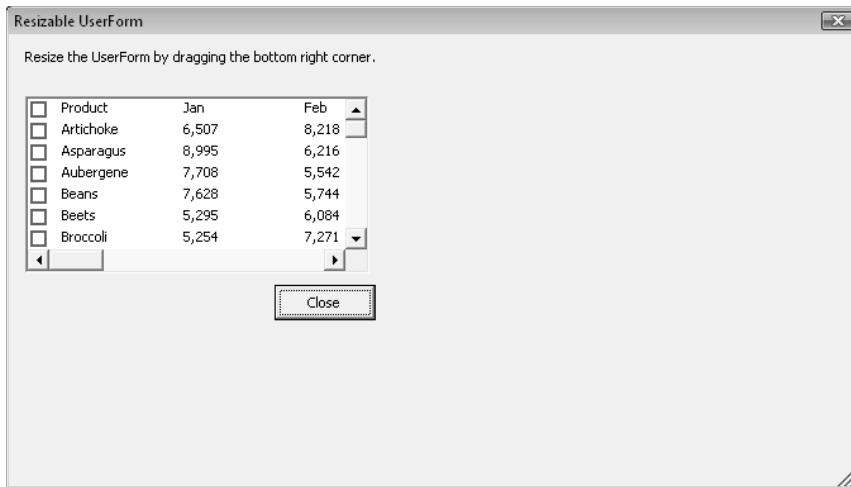 Resizable UserForm
Resize the UserForm by dragging the bottom right corner.
Product Jan Feb
Artichoke 6,507 8,218
Asparagus 8,995 6,216
Aubergene 7,708 5,542
Beans 7,628 5,744
Beets 5,295 6,084
Broccoli 5,254 7,271
Close